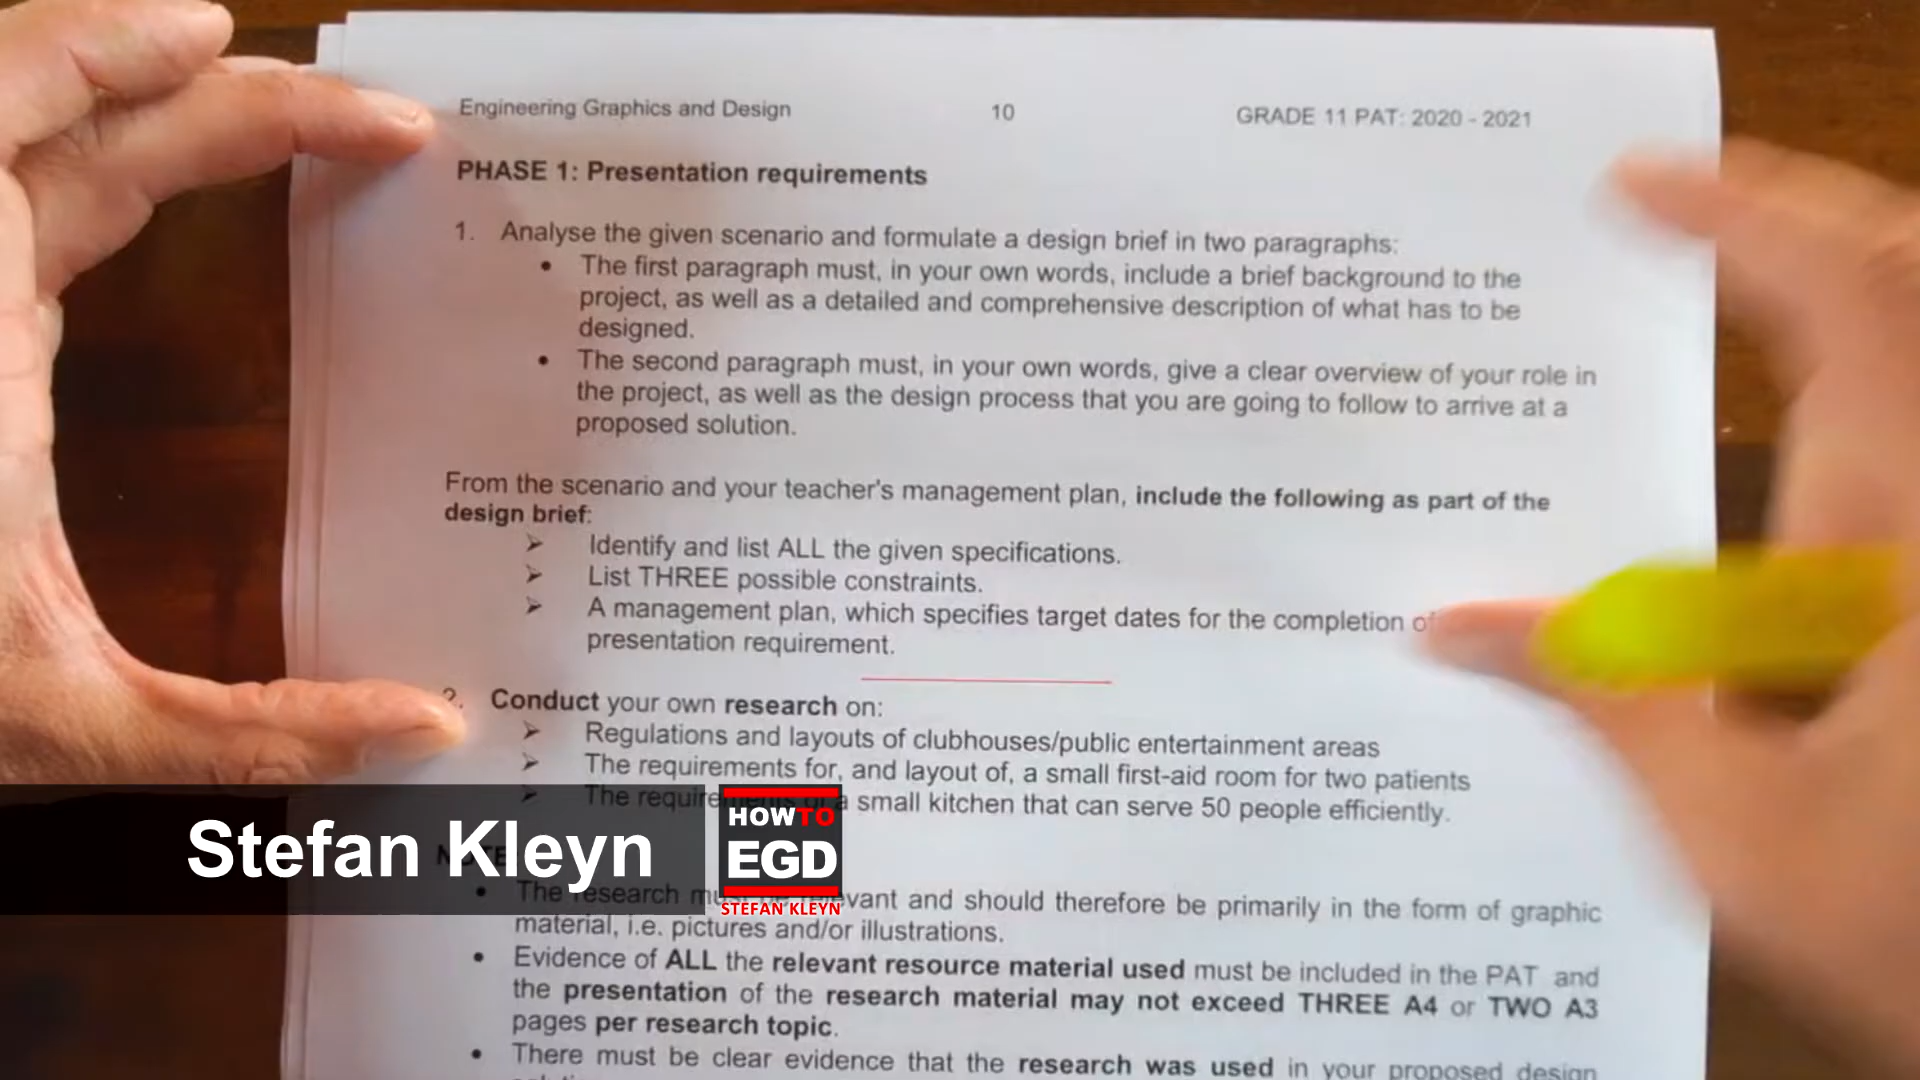 Engineering Graphics and Design 10 GRADE 11 PAT: 2020 - 2021
PHASE 1: Presentation requirements
1. Analyse the given scenario and formulate a design brief in two paragraphs:
• The first paragraph must, in your own words, include a brief background to the
project, as well as a detailed and comprehensive description of what has to be
designed.
• The second paragraph must, in your own words, give a clear overview of your role in
the project, as well as the design process that you are going to follow to arrive at a
proposed solution.
From the scenario and your teacher's management plan, include the following as part of the
design brief:
➤ Identify and list ALL the given specifications.
➤ List THREE possible constraints.
➤ A management plan, which specifies target dates for the completion of
presentation requirement.
2. Conduct your own research on:
➤ Regulations and layouts of clubhouses/public entertainment areas
➤ The requirements for, and layout of, a small first-aid room for two patients
➤ The requirements of a small kitchen that can serve 50 people efficiently.
Stefan Kleyn
HOWTO
EGD
STEFAN KLEYN
• The research must be relevant and should therefore be primarily in the form of graphic
material, i.e. pictures and/or illustrations.
• Evidence of ALL the relevant resource material used must be included in the PAT and
the presentation of the research material may not exceed THREE A4 or TWO A3
pages per research topic.
• There must be clear evidence that the research was used in your proposed design